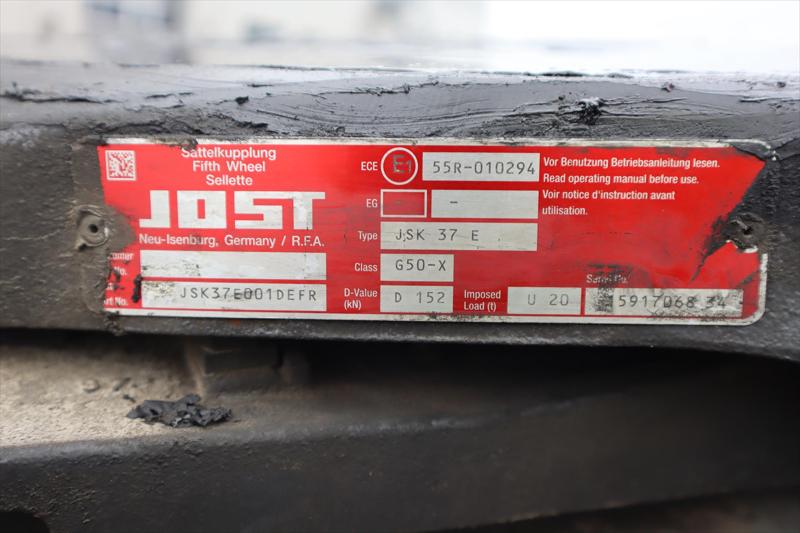 Sattelkupplung
Fifth Wheel
Sellette
JOST
Neu-Isenburg, Germany / R.F.A.
No.
No.
JSK37E001DEFR
ECE E1 55R-010294
EG -
Type JSK 37 E
Class G50-X
D-Value (kN) D 152
Imposed Load (t) U 20
5917068 34
Vor Benutzung Betriebsanleitung lesen.
Read operating manual before use.
Voir notice d'instruction avant
utilisation.